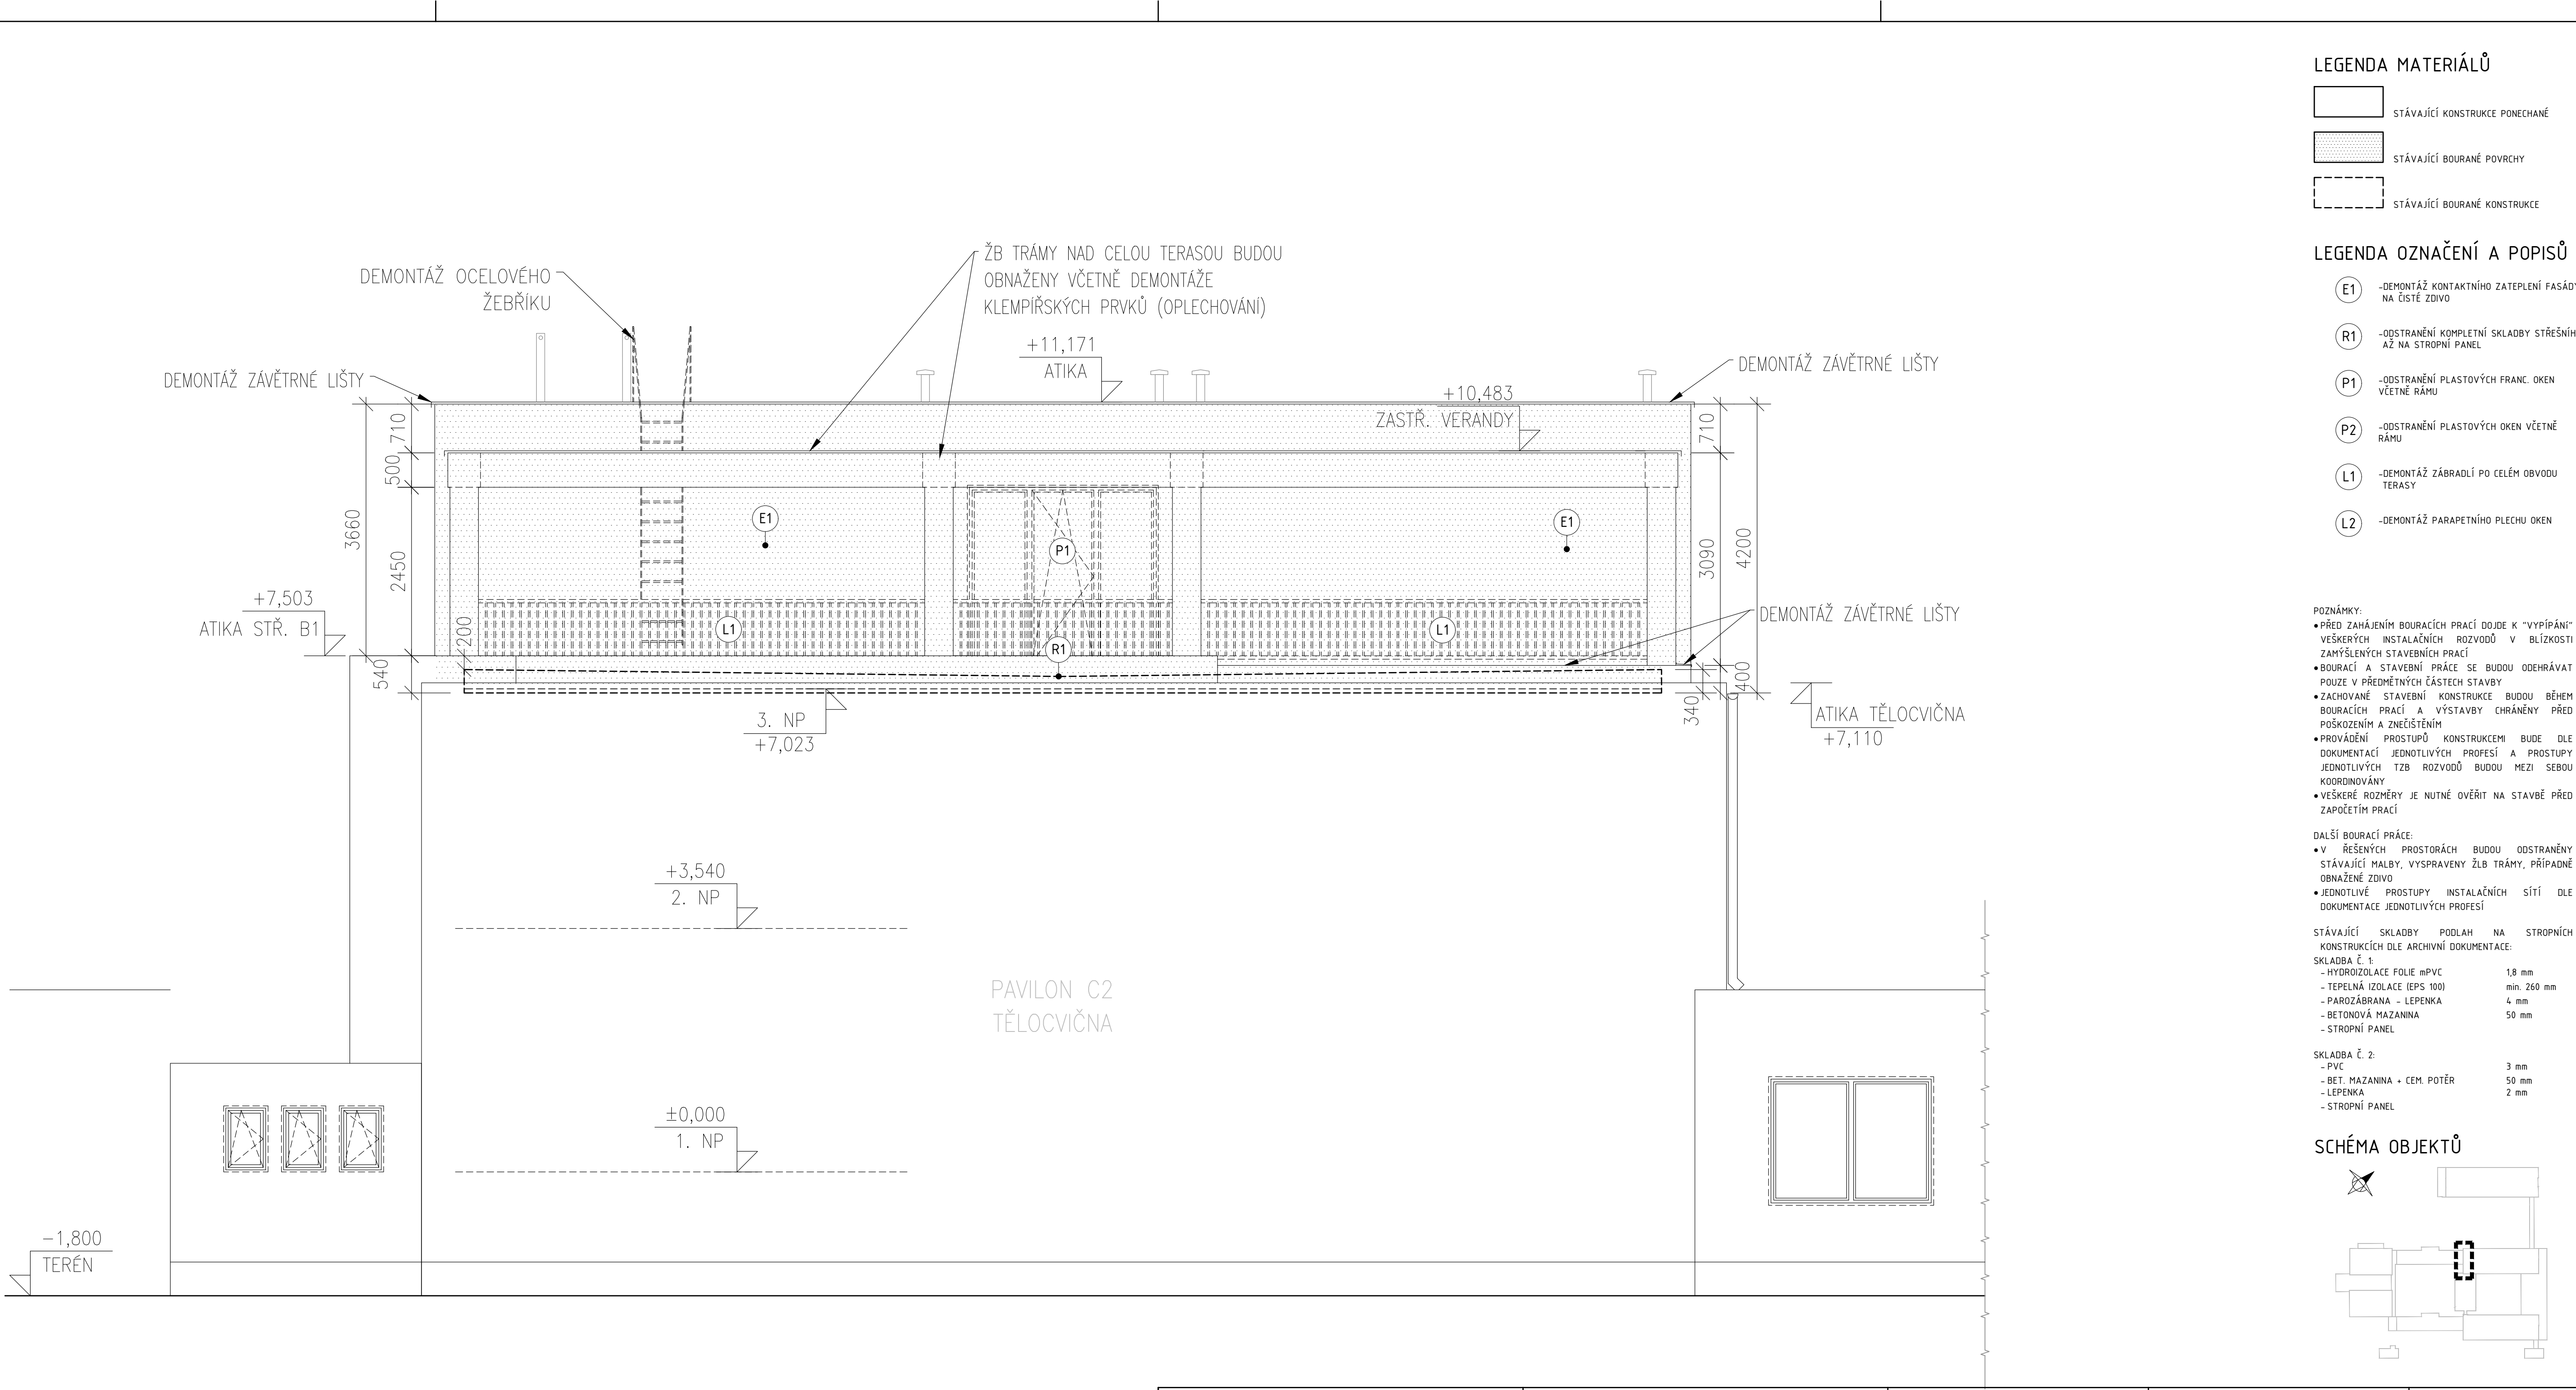 DEMONTÁŽ OCELOVÉHO
ŽEBŘÍKU
ŽB TRÁMY NAD CELOU TERASOU BUDOU
OBNAŽENY VČETNĚ DEMONTÁŽE
KLEMPÍŘSKÝCH PRVKŮ (OPLECHOVÁNÍ)
+11,171
ATIKA
DEMONTÁŽ ZÁVĚTRNÉ LIŠTY
DEMONTÁŽ ZÁVĚTRNÉ LIŠTY
+10,483
ZASTŘ. VERANDY
710
500
3660
2450
200
540
710
3090
4200
400
340
E1
E1
P1
L1
L1
R1
+7,503
ATIKA STŘ. B1
DEMONTÁŽ ZÁVĚTRNÉ LIŠTY
3. NP
+7,023
ATIKA TĚLOCVIČNA
+7,110
+3,540
2. NP
PAVILON C2
TĚLOCVIČNA
±0,000
1. NP
-1,800
TERÉN
LEGENDA MATERIÁLŮ
STÁVAJÍCÍ KONSTRUKCE PONECHANÉ
STÁVAJÍCÍ BOURANÉ POVRCHY
STÁVAJÍCÍ BOURANÉ KONSTRUKCE
LEGENDA OZNAČENÍ A POPISŮ
E1 -DEMONTÁŽ KONTAKTNÍHO ZATEPLENÍ FASÁDY
NA ČISTÉ ZDIVO
R1 -ODSTRANĚNÍ KOMPLETNÍ SKLADBY STŘEŠNÍH
AŽ NA STROPNÍ PANEL
P1 -ODSTRANĚNÍ PLASTOVÝCH FRANC. OKEN
VČETNĚ RÁMU
P2 -ODSTRANĚNÍ PLASTOVÝCH OKEN VČETNĚ
RÁMU
L1 -DEMONTÁŽ ZÁBRADLÍ PO CELÉM OBVODU
TERASY
L2 -DEMONTÁŽ PARAPETNÍHO PLECHU OKEN
POZNÁMKY:
• PŘED ZAHÁJENÍM BOURACÍCH PRACÍ DOJDE K "VYPÍPÁNÍ"
VEŠKERÝCH INSTALAČNÍCH ROZVODŮ V BLÍZKOSTI
ZAMÝŠLENÝCH STAVEBNÍCH PRACÍ
• BOURACÍ A STAVEBNÍ PRÁCE SE BUDOU ODEHRÁVAT
POUZE V PŘEDMĚTNÝCH ČÁSTECH STAVBY
• ZACHOVANÉ STAVEBNÍ KONSTRUKCE BUDOU BĚHEM
BOURACÍCH PRACÍ A VÝSTAVBY CHRÁNĚNY PŘED
POŠKOZENÍM A ZNEČIŠTĚNÍM
• PROVÁDĚNÍ PROSTUPŮ KONSTRUKCEMI BUDE DLE
DOKUMENTACÍ JEDNOTLIVÝCH PROFESÍ A PROSTUPY
JEDNOTLIVÝCH TZB ROZVODŮ BUDOU MEZI SEBOU
KOORDINOVÁNY
• VEŠKERÉ ROZMĚRY JE NUTNÉ OVĚŘIT NA STAVBĚ PŘED
ZAPOČETÍM PRACÍ
DALŠÍ BOURACÍ PRÁCE:
• V ŘEŠENÝCH PROSTORÁCH BUDOU ODSTRANĚNY
STÁVAJÍCÍ MALBY, VYSPRAVENY ŽLB TRÁMY, PŘÍPADNĚ
OBNAŽENÉ ZDIVO
• JEDNOTLIVÉ PROSTUPY INSTALAČNÍCH SÍTÍ DLE
DOKUMENTACE JEDNOTLIVÝCH PROFESÍ
STÁVAJÍCÍ SKLADBY PODLAH NA STROPNÍCH
KONSTRUKCÍCH DLE ARCHIVNÍ DOKUMENTACE:
SKLADBA Č. 1:
- HYDROIZOLACE FOLIE mPVC 1,8 mm
- TEPELNÁ IZOLACE (EPS 100) min. 260 mm
- PAROZÁBRANA - LEPENKA 4 mm
- BETONOVÁ MAZANINA 50 mm
- STROPNÍ PANEL
SKLADBA Č. 2:
- PVC 3 mm
- BET. MAZANINA + CEM. POTĚR 50 mm
- LEPENKA 2 mm
- STROPNÍ PANEL
SCHÉMA OBJEKTŮ